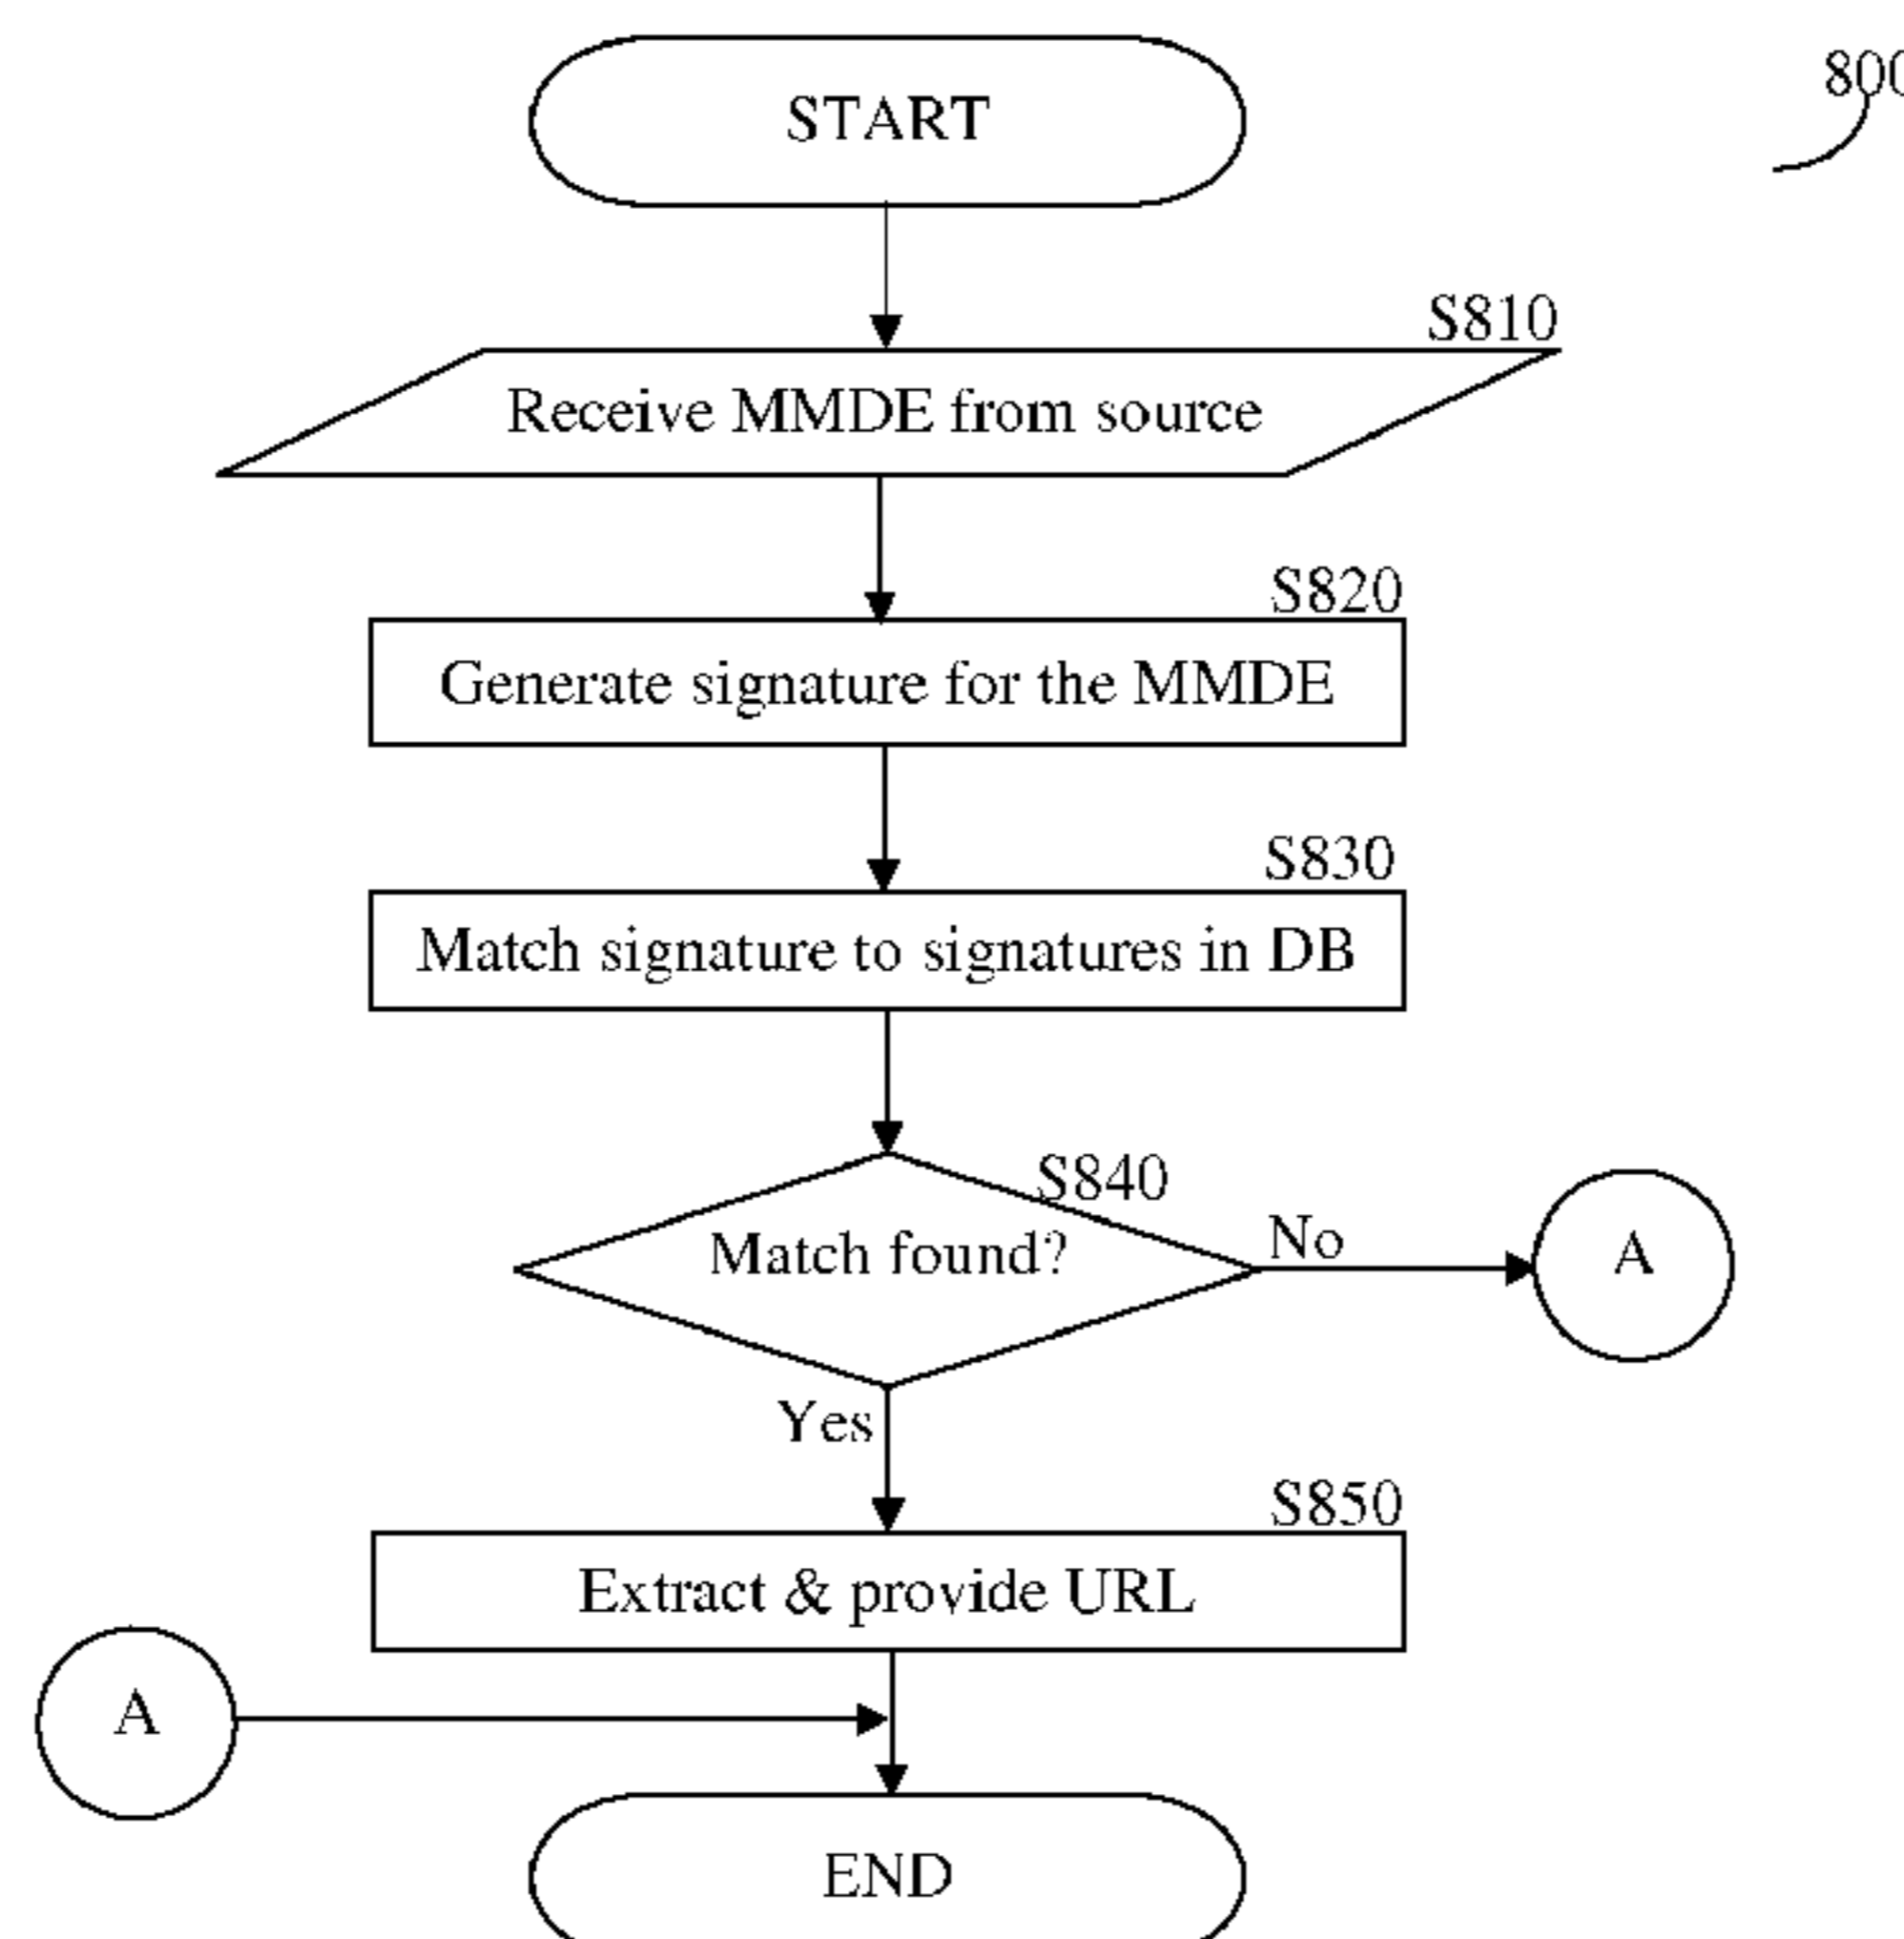 START
800
S810
Receive MMDE from source
S820
Generate signature for the MMDE
S830
Match signature to signatures in DB
S840
Match found?
No
A
Yes
S850
Extract & provide URL
A
END